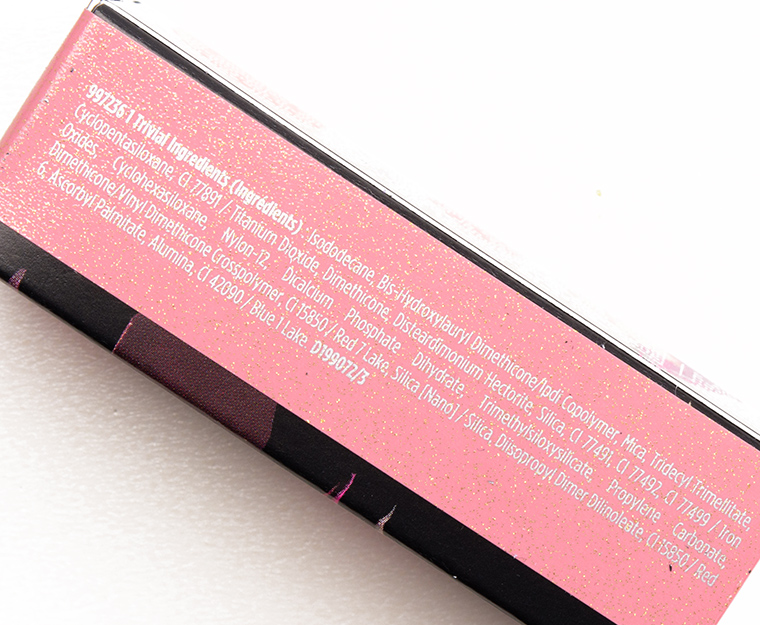 997236 | Trivial Ingredients (Ingrédients) : Isododecane, Bis-Hydroxylauryl Dimethicone/Ipdi Copolymer, Mica, Tridecyl Trimellitate,
Cyclopentasiloxane, CI 77891 / Titanium Dioxide, Dimethicone, Disteardimonium Hectorite, Silica, CI 77491, CI 77492, CI 77499 / Iron
Oxides, Cyclohexasiloxane, Nylon-12, Dicalcium Phosphate Dihydrate, Trimethylsiloxysilicate, Propylene Carbonate,
Dimethicone/Vinyl Dimethicone Crosspolymer, CI 15850 / Red 7 Lake, Silica [Nano] / Silica, Diisopropyl Dimer Dilinoleate, CI 15850 / Red
6, Ascorbyl Palmitate, Alumina, CI 42090 / Blue 1 Lake. D199072/3